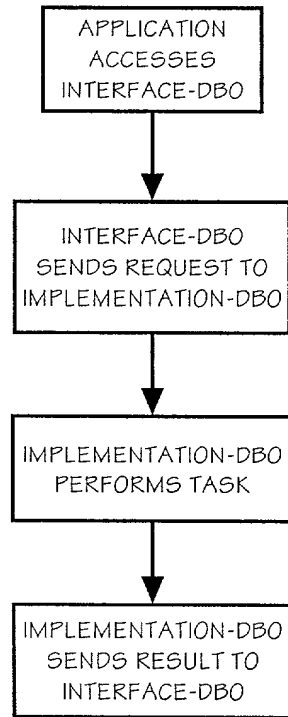 APPLICATION
ACCESSES
INTERFACE-DBO
INTERFACE-DBO
SENDS REQUEST TO
IMPLEMENTATION-DBO
IMPLEMENTATION-DBO
PERFORMS TASK
IMPLEMENTATION-DBO
SENDS RESULT TO
INTERFACE-DBO